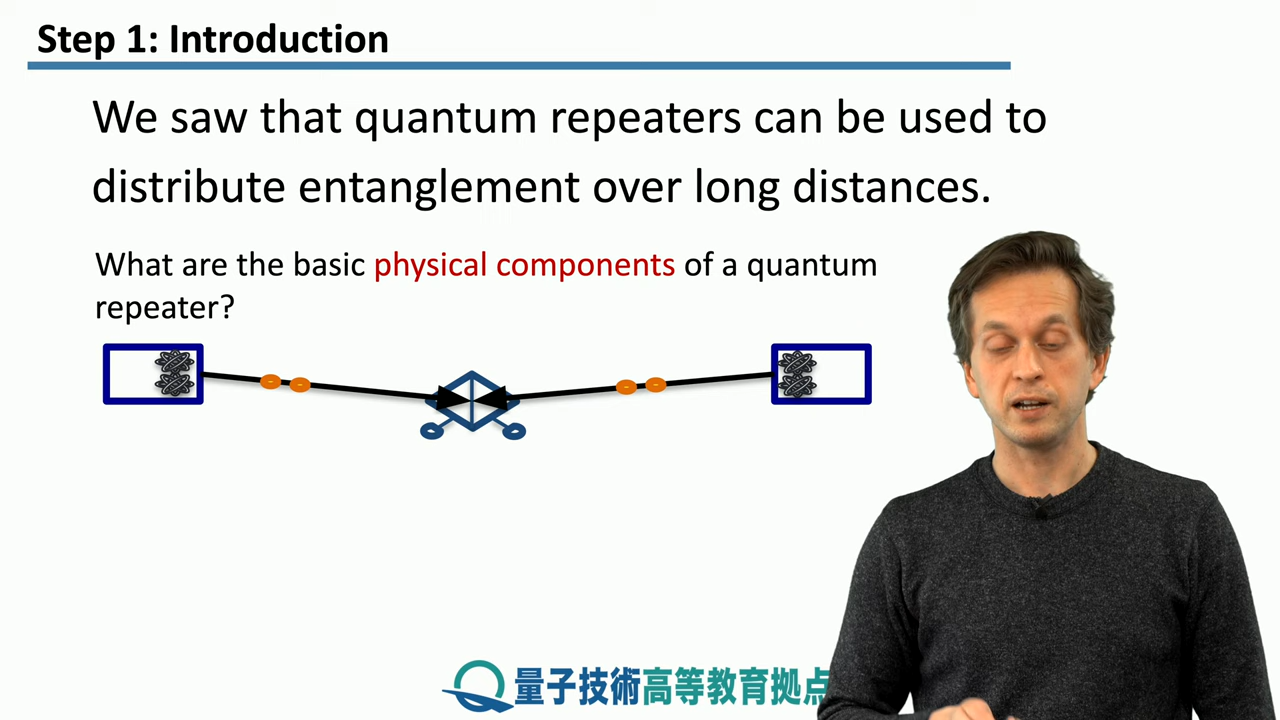 Step 1: Introduction
We saw that quantum repeaters can be used to
distribute entanglement over long distances.
What are the basic physical components of a quantum
repeater?
量子技術高等教育拠点